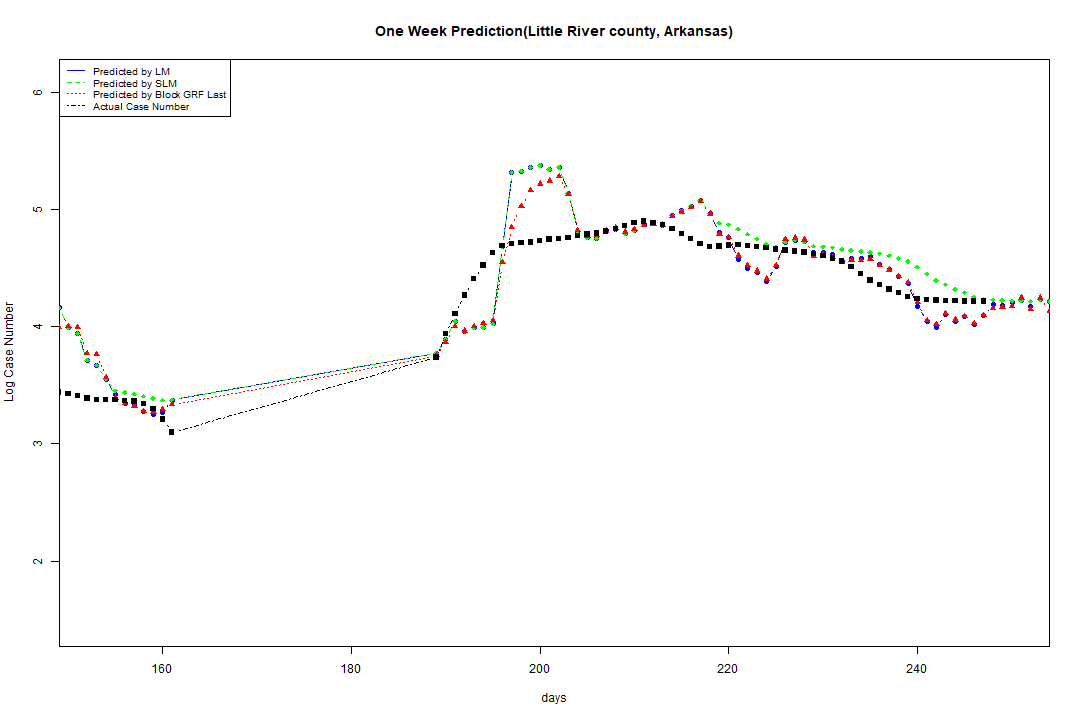 One Week Prediction(Little River county, Arkansas)
Predicted by LM
Predicted by SLM
Predicted by Block GRF Last
Actual Case Number
Log Case Number
6
5
4
3
2
160 180 200 220 240
days